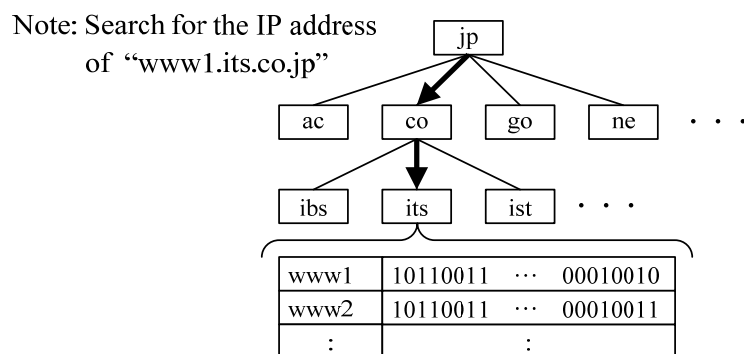 Note: Search for the IP address
of “www1.its.co.jp”
jp
ac co go ne . . .
ibs its ist . . .
www1 10110011 ··· 00010010
www2 10110011 ··· 00010011
: :